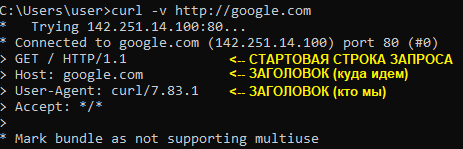 C:\Users\user>curl -v http://google.com
*   Trying 142.251.14.100:80...
* Connected to google.com (142.251.14.100) port 80 (#0)
> GET / HTTP/1.1 <-- СТАРТОВАЯ СТРОКА ЗАПРОСА
> Host: google.com <-- ЗАГОЛОВОК (куда идем)
> User-Agent: curl/7.83.1 <-- ЗАГОЛОВОК (кто мы)
> Accept: */*
>
* Mark bundle as not supporting multiuse